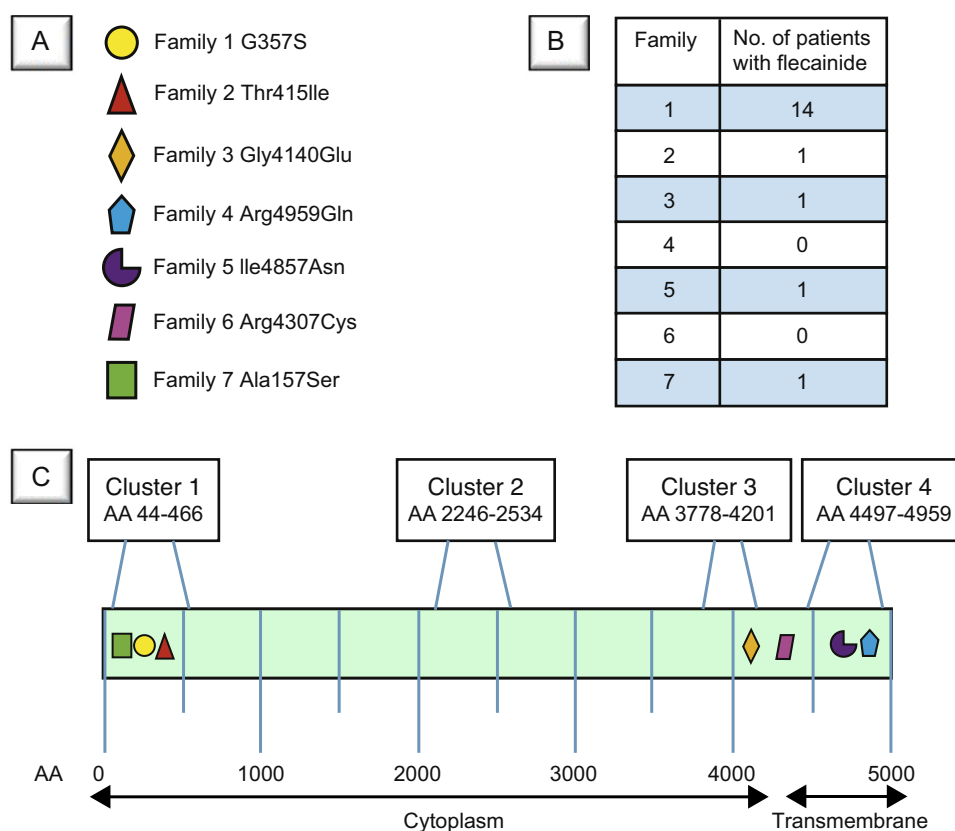 A
Family 1 G357S
Family 2 Thr415Ile
Family 3 Gly4140Glu
Family 4 Arg4959Gln
Family 5 Ile4857Asn
Family 6 Arg4307Cys
Family 7 Ala157Ser
B
Family No. of patients
with flecainide
1 14
2 1
3 1
4 0
5 1
6 0
7 1
C
Cluster 1
AA 44-466
Cluster 2
AA 2246-2534
Cluster 3
AA 3778-4201
Cluster 4
AA 4497-4959
AA 0 1000 2000 3000 4000 5000
Cytoplasm Transmembrane